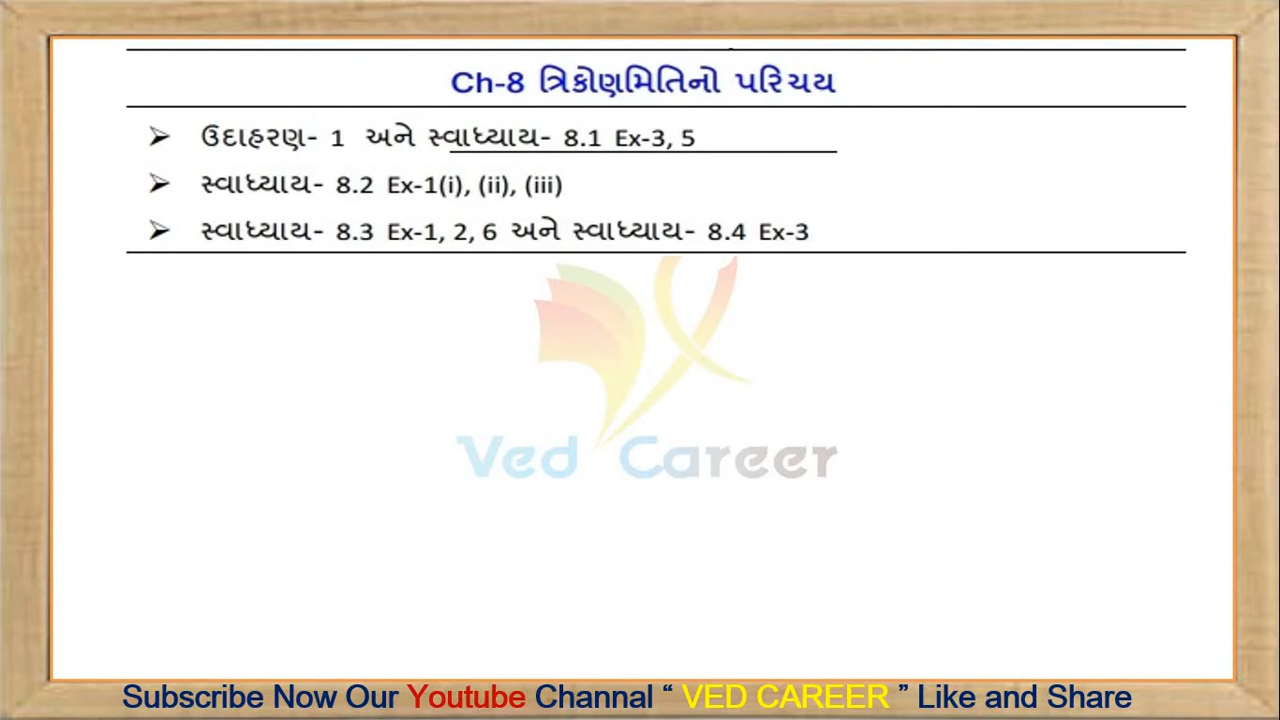 Ch-8 ત્રિકોણમિતિનો પરિચય
➢ ઉદાહરણ- 1 અને સ્વાધ્યાય- 8.1 Ex-3, 5
➢ સ્વાધ્યાય- 8.2 Ex-1(i), (ii), (iii)
➢ સ્વાધ્યાય- 8.3 Ex-1, 2, 6 અને સ્વાધ્યાય- 8.4 Ex-3
Ved Career
Subscribe Now Our Youtube Channal “ VED CAREER ” Like and Share